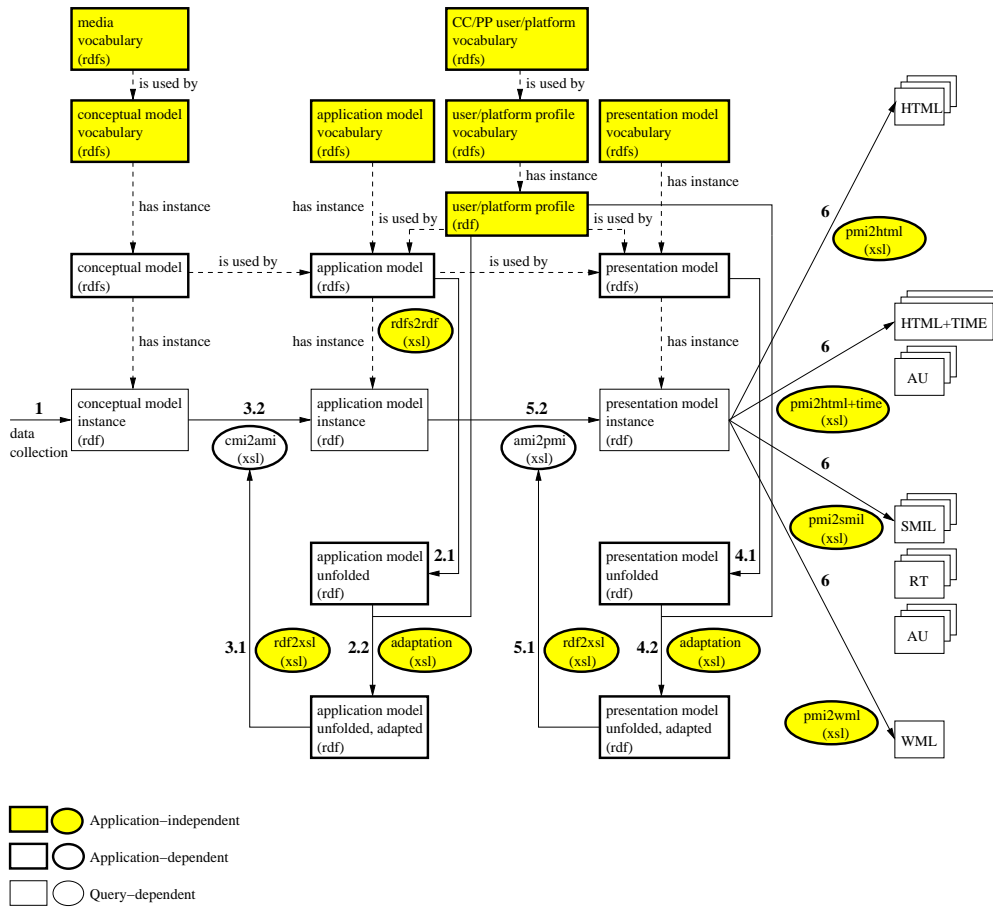 media
vocabulary
(rdfs)
CC/PP user/platform
vocabulary
(rdfs)
is used by
is used by
HTML
conceptual model
vocabulary
(rdfs)
application model
vocabulary
(rdfs)
user/platform profile
vocabulary
(rdfs)
presentation model
vocabulary
(rdfs)
has instance
has instance
has instance
has instance
user/platform profile
(rdf)
is used by
is used by
6
pmi2html
(xsl)
conceptual model
(rdfs)
is used by
application model
(rdfs)
is used by
presentation model
(rdfs)
rdfs2rdf
(xsl)
HTML+TIME
has instance
has instance
has instance
6
AU
1
data
collection
conceptual model
instance
(rdf)
3.2
cmi2ami
(xsl)
application model
instance
(rdf)
5.2
ami2pmi
(xsl)
presentation model
instance
(rdf)
pmi2html+time
(xsl)
6
pmi2smil
(xsl)
SMIL
application model
unfolded
(rdf)
2.1
presentation model
unfolded
(rdf)
4.1
6
RT
AU
3.1
rdf2xsl
(xsl)
2.2
adaptation
(xsl)
5.1
rdf2xsl
(xsl)
4.2
adaptation
(xsl)
application model
unfolded, adapted
(rdf)
presentation model
unfolded, adapted
(rdf)
pmi2wml
(xsl)
WML
Application−independent
Application−dependent
Query−dependent